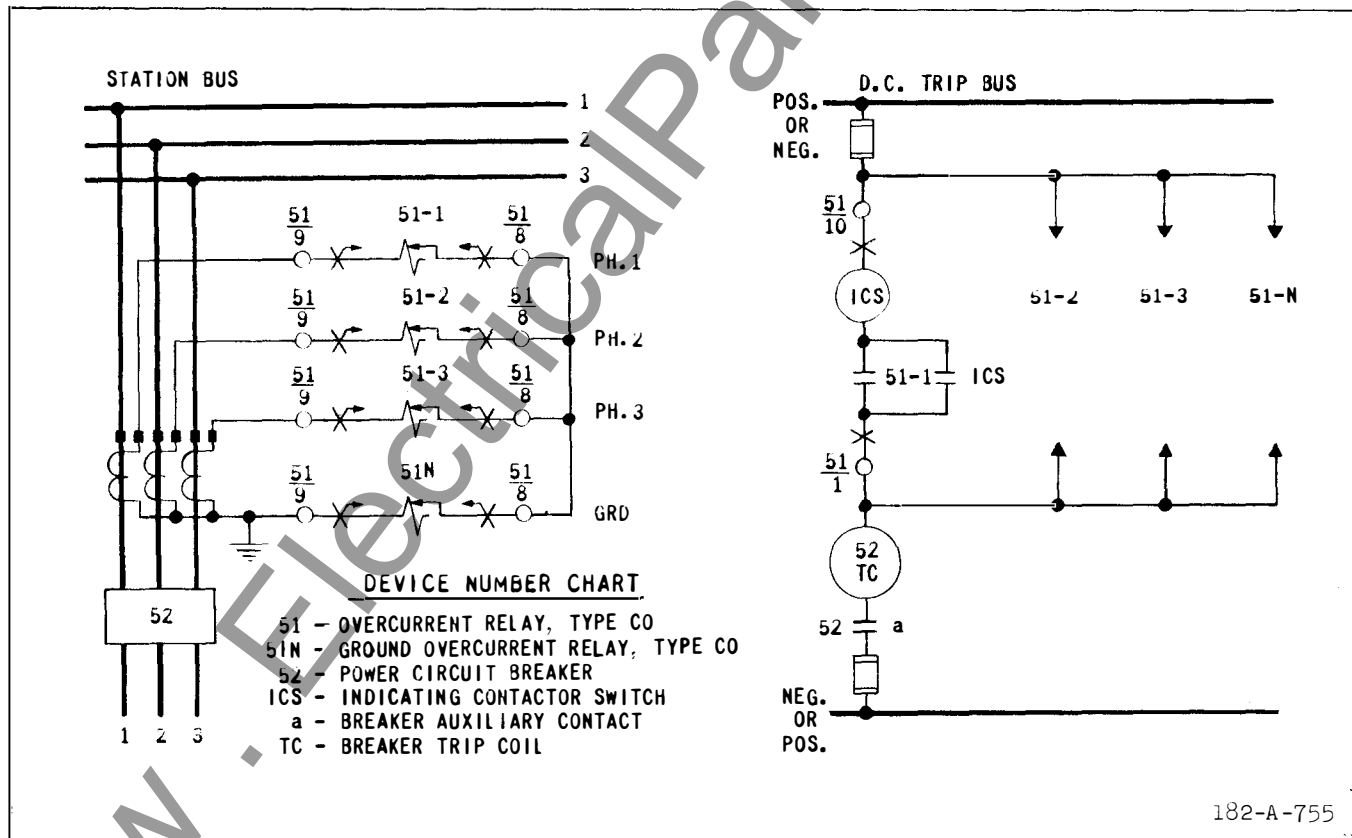 STATION BUS
1
2
3
51
9
51-1
51
8
PH.1
51
9
51-2
51
8
PH.2
51
9
51-3
51
8
PH.3
51
9
51N
51
8
GRD
52
1 2 3
DEVICE NUMBER CHART
51 - OVERCURRENT RELAY, TYPE CO
51N - GROUND OVERCURRENT RELAY, TYPE CO
52 - POWER CIRCUIT BREAKER
ICS - INDICATING CONTACTOR SWITCH
a - BREAKER AUXILIARY CONTACT
TC - BREAKER TRIP COIL
D.C. TRIP BUS
POS.
OR
NEG.
51
10
ICS
51-2 51-3 51-N
51-1 ICS
51
1
52
TC
52 a
NEG.
OR
POS.
182-A-755
w . ElectricalPa